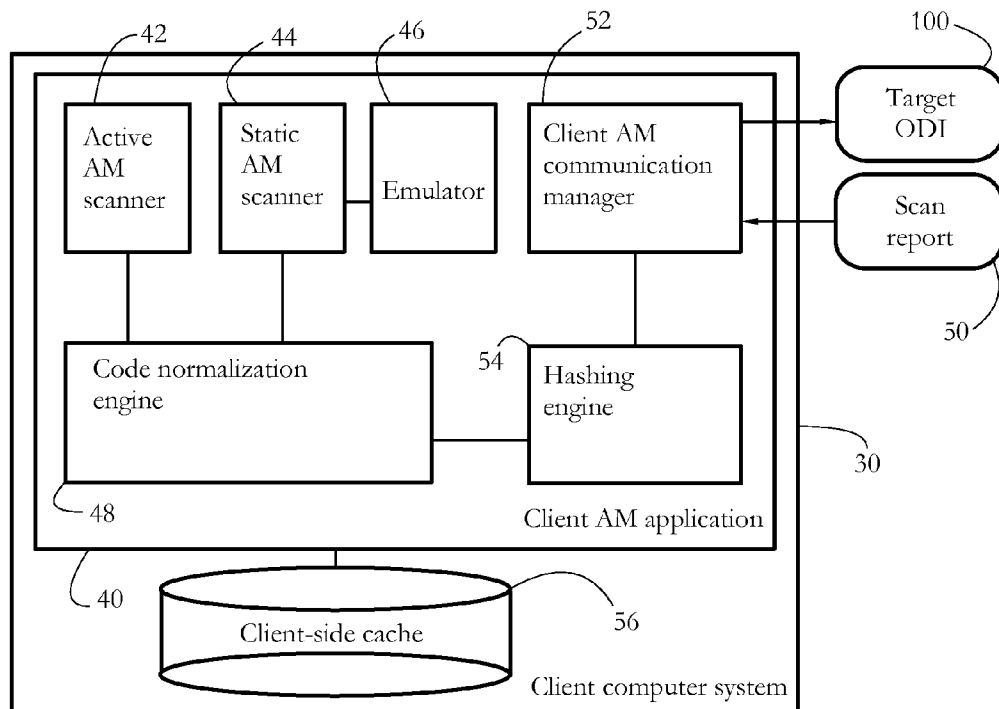 42
44
46
52
100
Active
AM
scanner
Static
AM
scanner
Emulator
Client AM
communication
manager
Target
ODI
Scan
report
50
Code normalization
engine
54
Hashing
engine
30
48
Client AM application
40
Client-side cache
56
Client computer system